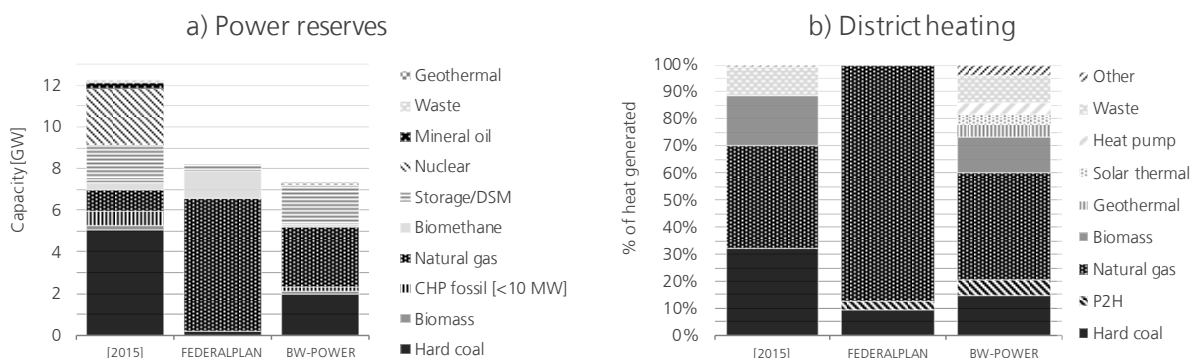 a) Power reserves
Capacity [GW]
12
10
8
6
4
2
0
[2015]
FEDERALPLAN
BW-POWER
Geothermal
Waste
Mineral oil
Nuclear
Storage/DSM
Biomethane
Natural gas
CHP fossil [<10 MW]
Biomass
Hard coal
b) District heating
% of heat generated
100%
90%
80%
70%
60%
50%
40%
30%
20%
10%
0%
[2015]
FEDERALPLAN
BW-POWER
Other
Waste
Heat pump
Solar thermal
Geothermal
Biomass
Natural gas
P2H
Hard coal